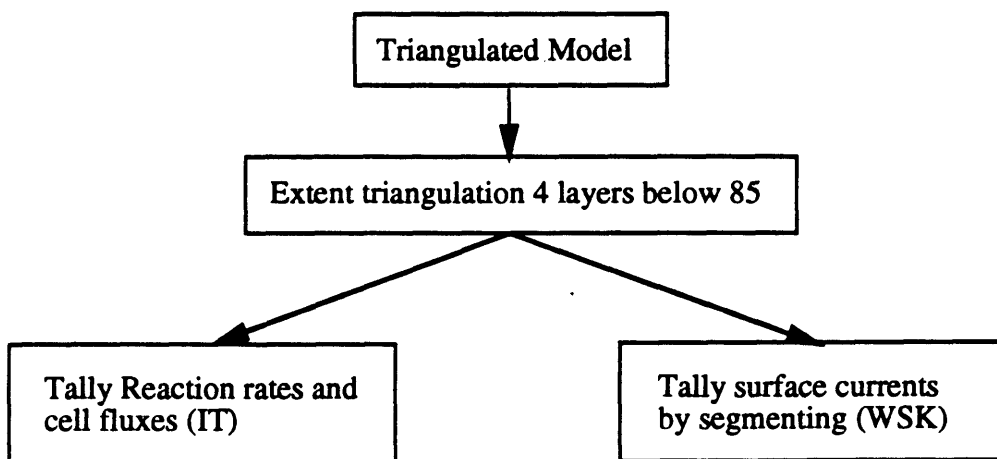 Triangulated Model
Extent triangulation 4 layers below 85
Tally Reaction rates and
cell fluxes (IT)
Tally surface currents
by segmenting (WSK)